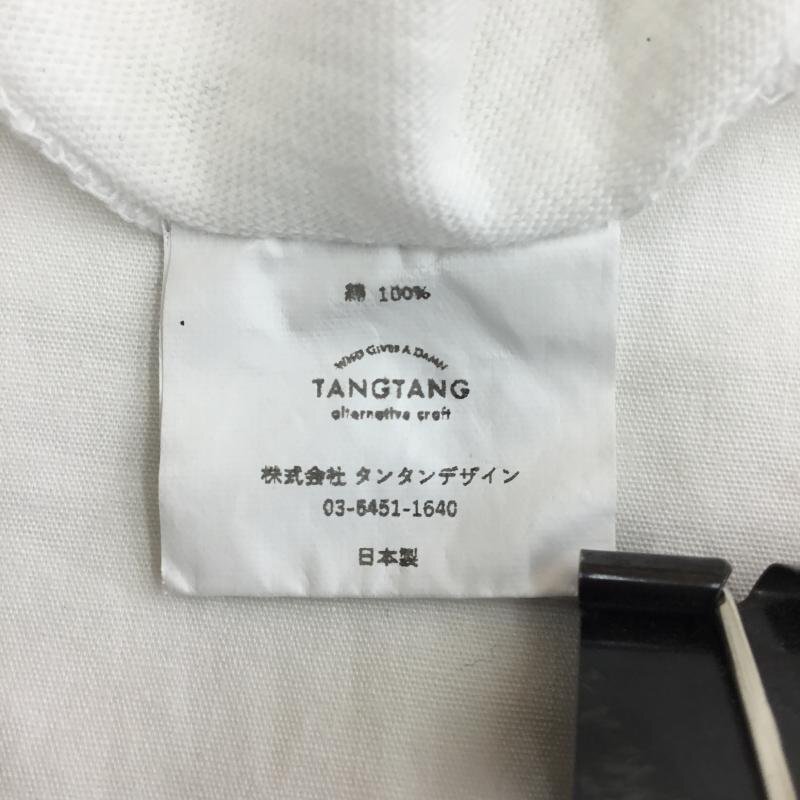 綿 100%
WHO GIVES A DAMN
TANGTANG
alternative craft
株式会社 タンタンデザイン
03-5451-1640
日本製